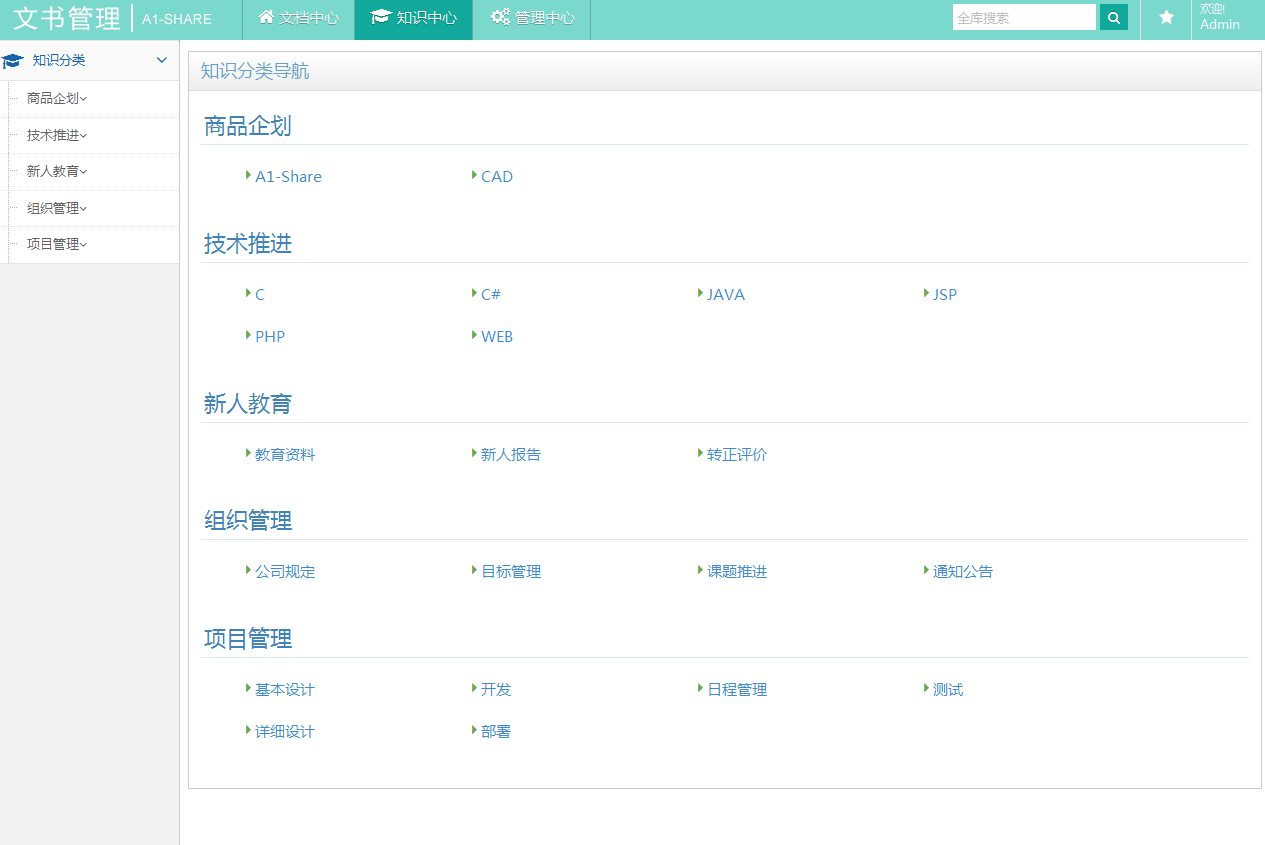 文书管理 A1-SHARE 文档中心 知识中心 管理中心 全库搜索 欢迎! Admin
知识分类
商品企划
技术推进
新人教育
组织管理
项目管理
知识分类导航
商品企划
A1-Share CAD
技术推进
C C# JAVA JSP
PHP WEB
新人教育
教育资料 新人报告 转正评价
组织管理
公司规定 目标管理 课题推进 通知公告
项目管理
基本设计 开发 日程管理 测试
详细设计 部署